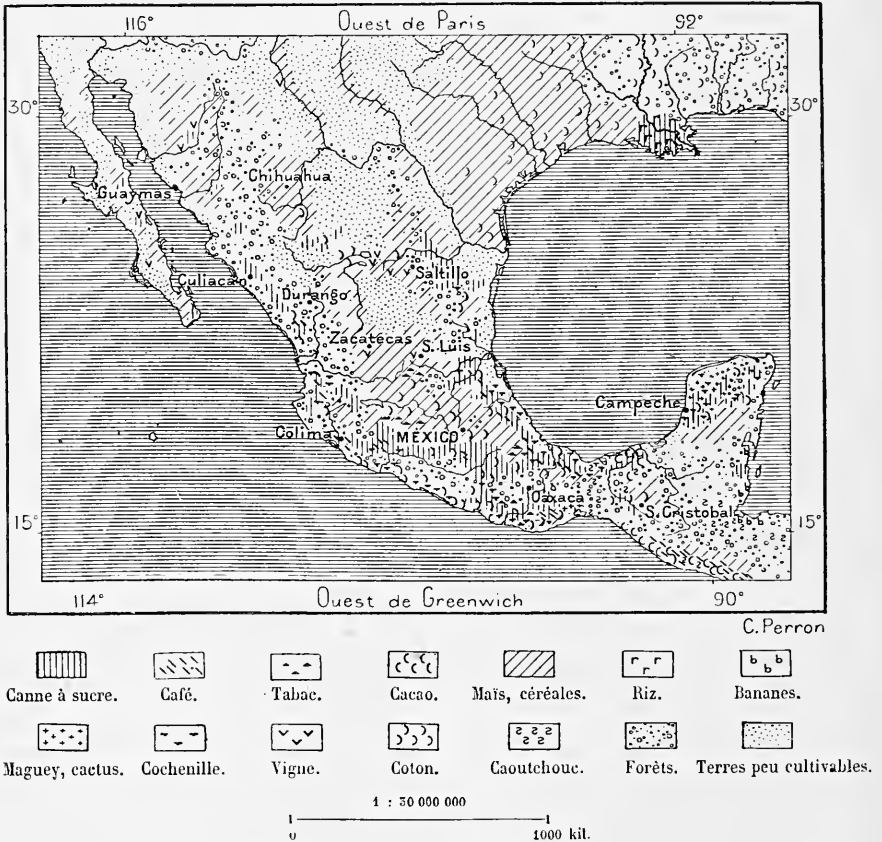 116° Ouest de Paris 92°
30° 30°
Chihuahua
Guaymas
Culiacao
Saltillo
Durango
Zacatecas
S. Luis
Campeche
Colima
MEXICO
Oaxaca
S. Cristobal
15° 15°
114° Ouest de Greenwich 90°
C. Perron
Canne à sucre. Café. Tabac. Cacao. Maïs, céréales. Riz. Bananes.
Maguey, cactus. Cochenille. Vigne. Coton. Caoutchouc. Forêts. Terres peu cultivables.
1 : 30 000 000
0 1000 kil.